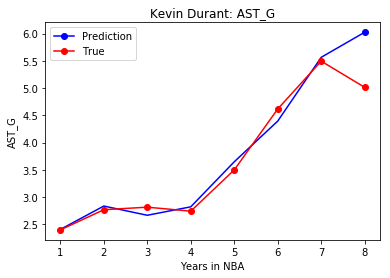 Kevin Durant: AST_G
Prediction
True
AST_G
6.0
5.5
5.0
4.5
4.0
3.5
3.0
2.5
1 2 3 4 5 6 7 8
Years in NBA